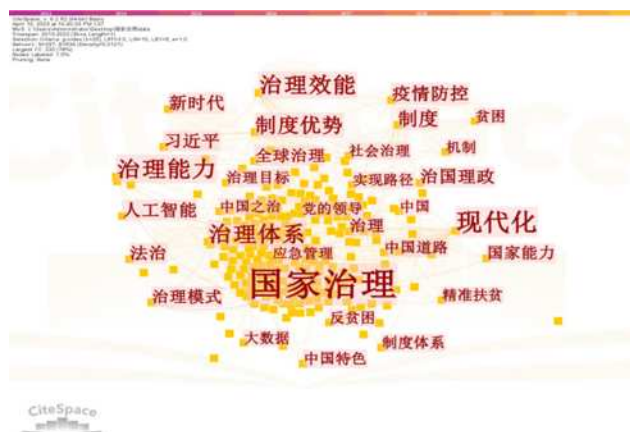 治理效能
新时代
疫情防控
制度优势
制度
贫困
习近平
全球治理
社会治理
机制
治理能力
治理目标
实现路径
治国理政
人工智能
中国之治
党的领导
中国
现代化
治理体系
治理
法治
应急管理
中国道路
国家能力
国家治理
治理模式
精准扶贫
反贫困
大数据
制度体系
中国特色
CiteSpace